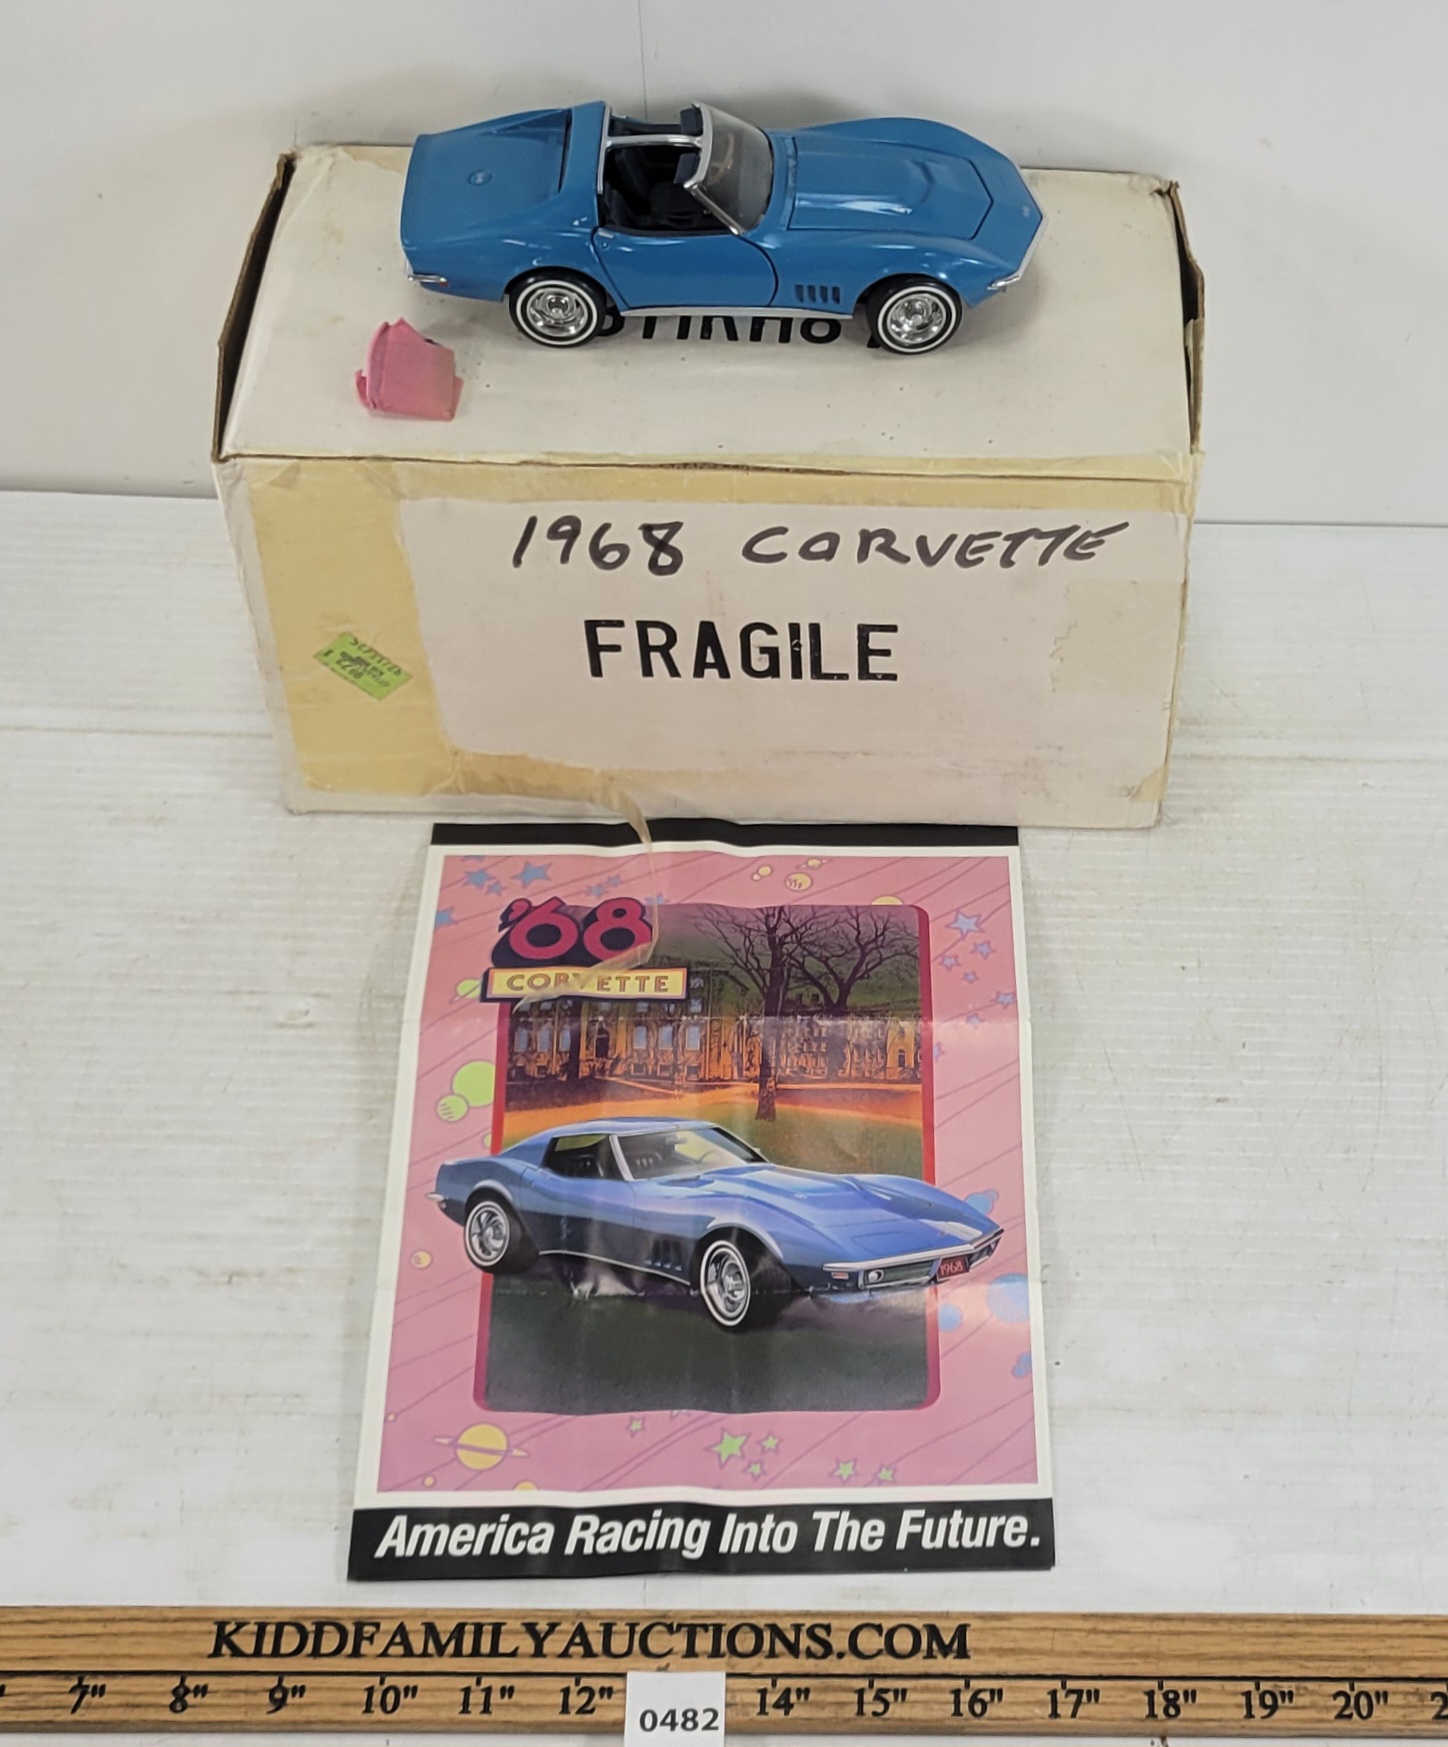 1968 CORVETTE
FRAGILE
'68
CORVETTE
1968
America Racing Into The Future.
KIDDFAMILYAUCTIONS.COM
7" 8" 9" 10" 11" 12" 14" 15" 16" 17" 18" 19" 20"
0482